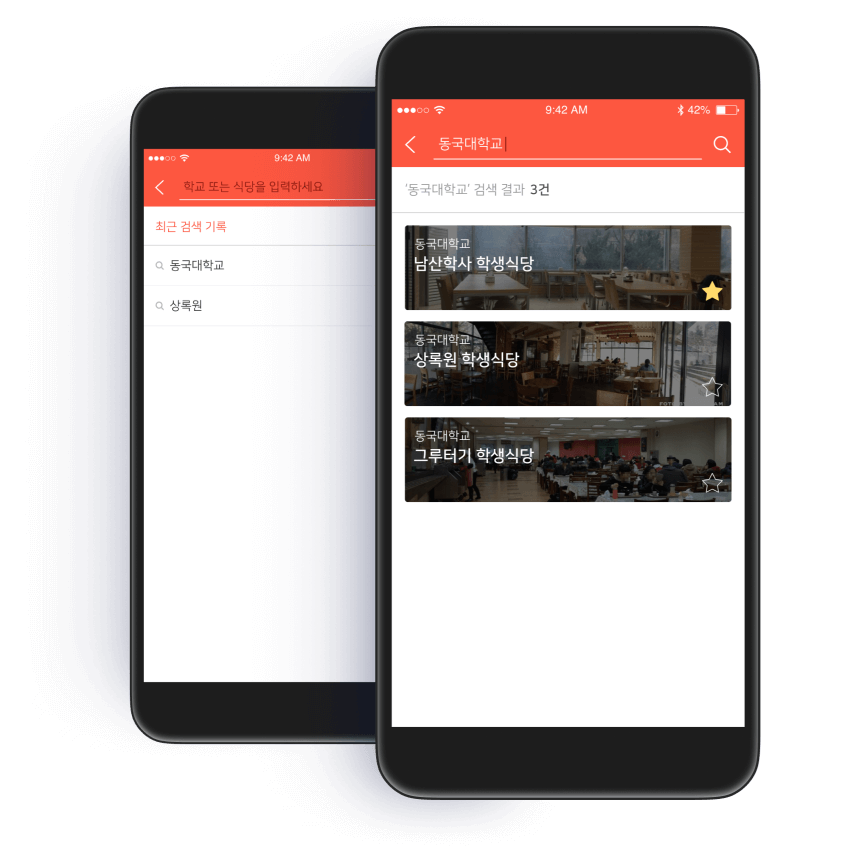 9:42 AM
학교 또는 식당을 입력하세요
최근 검색 기록
동국대학교
상록원
9:42 AM 42%
동국대학교
'동국대학교' 검색 결과 3건
동국대학교
남산학사 학생식당
동국대학교
상록원 학생식당
동국대학교
그루터기 학생식당